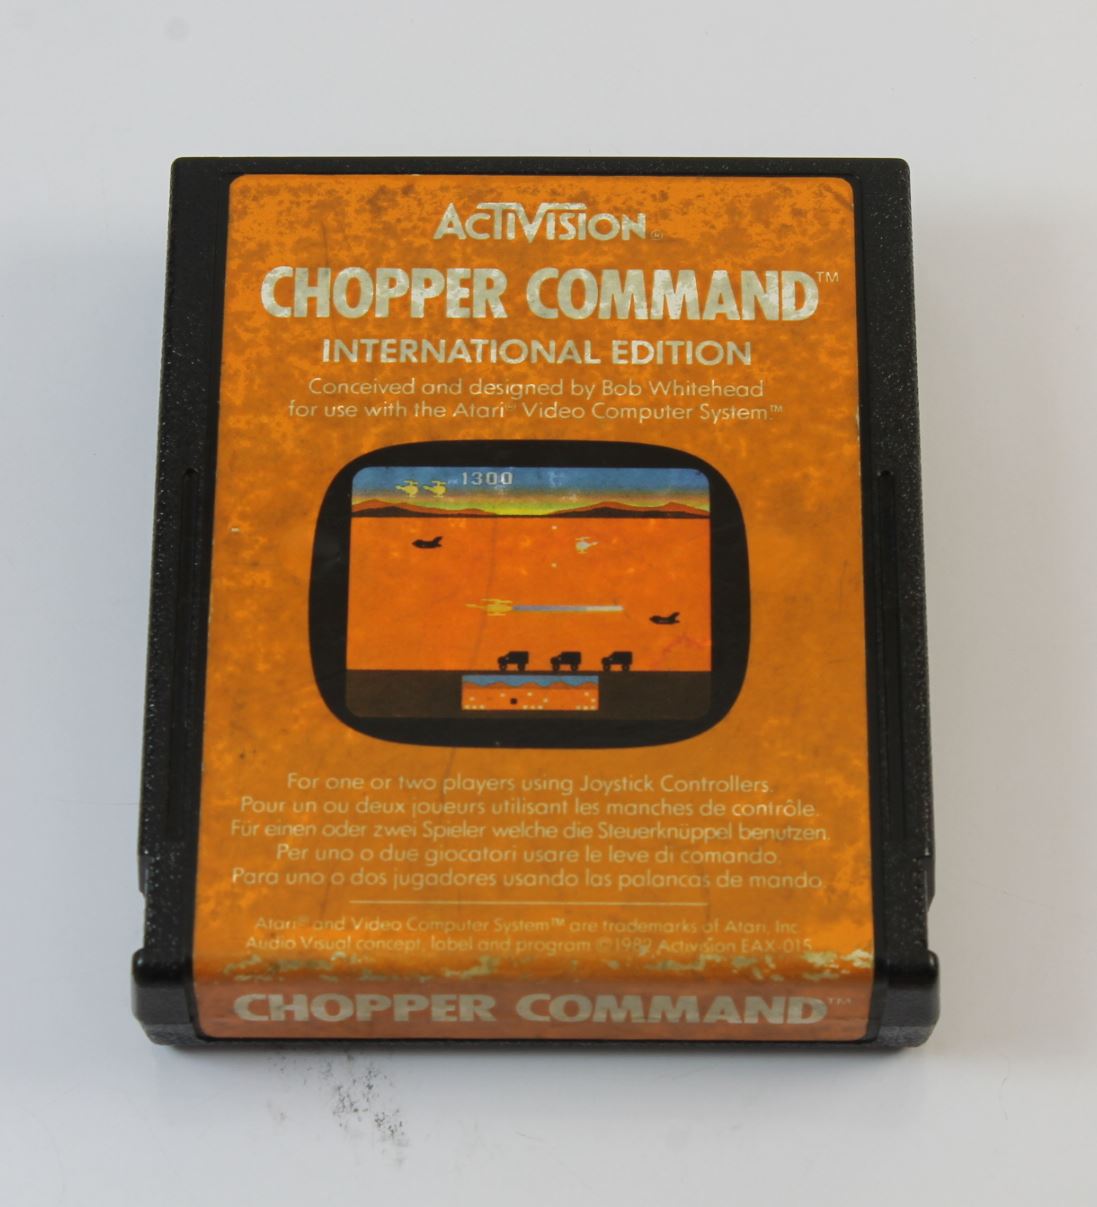 ACTIVISION®
CHOPPER COMMAND™
INTERNATIONAL EDITION
Conceived and designed by Bob Whitehead
for use with the Atari® Video Computer System™
1300
For one or two players using Joystick Controllers.
Pour un ou deux joueurs utilisant les manches de contrôle.
Für einen oder zwei Spieler welche die Steuerknüppel benutzen.
Per uno o due giocatori usare le leve di comando.
Para uno o dos jugadores usando las palancas de mando
Atari® and Video Computer System™ are trademarks of Atari, Inc.
Audio Visual concept, label and program ©1982 Activision EAX-015
CHOPPER COMMAND™